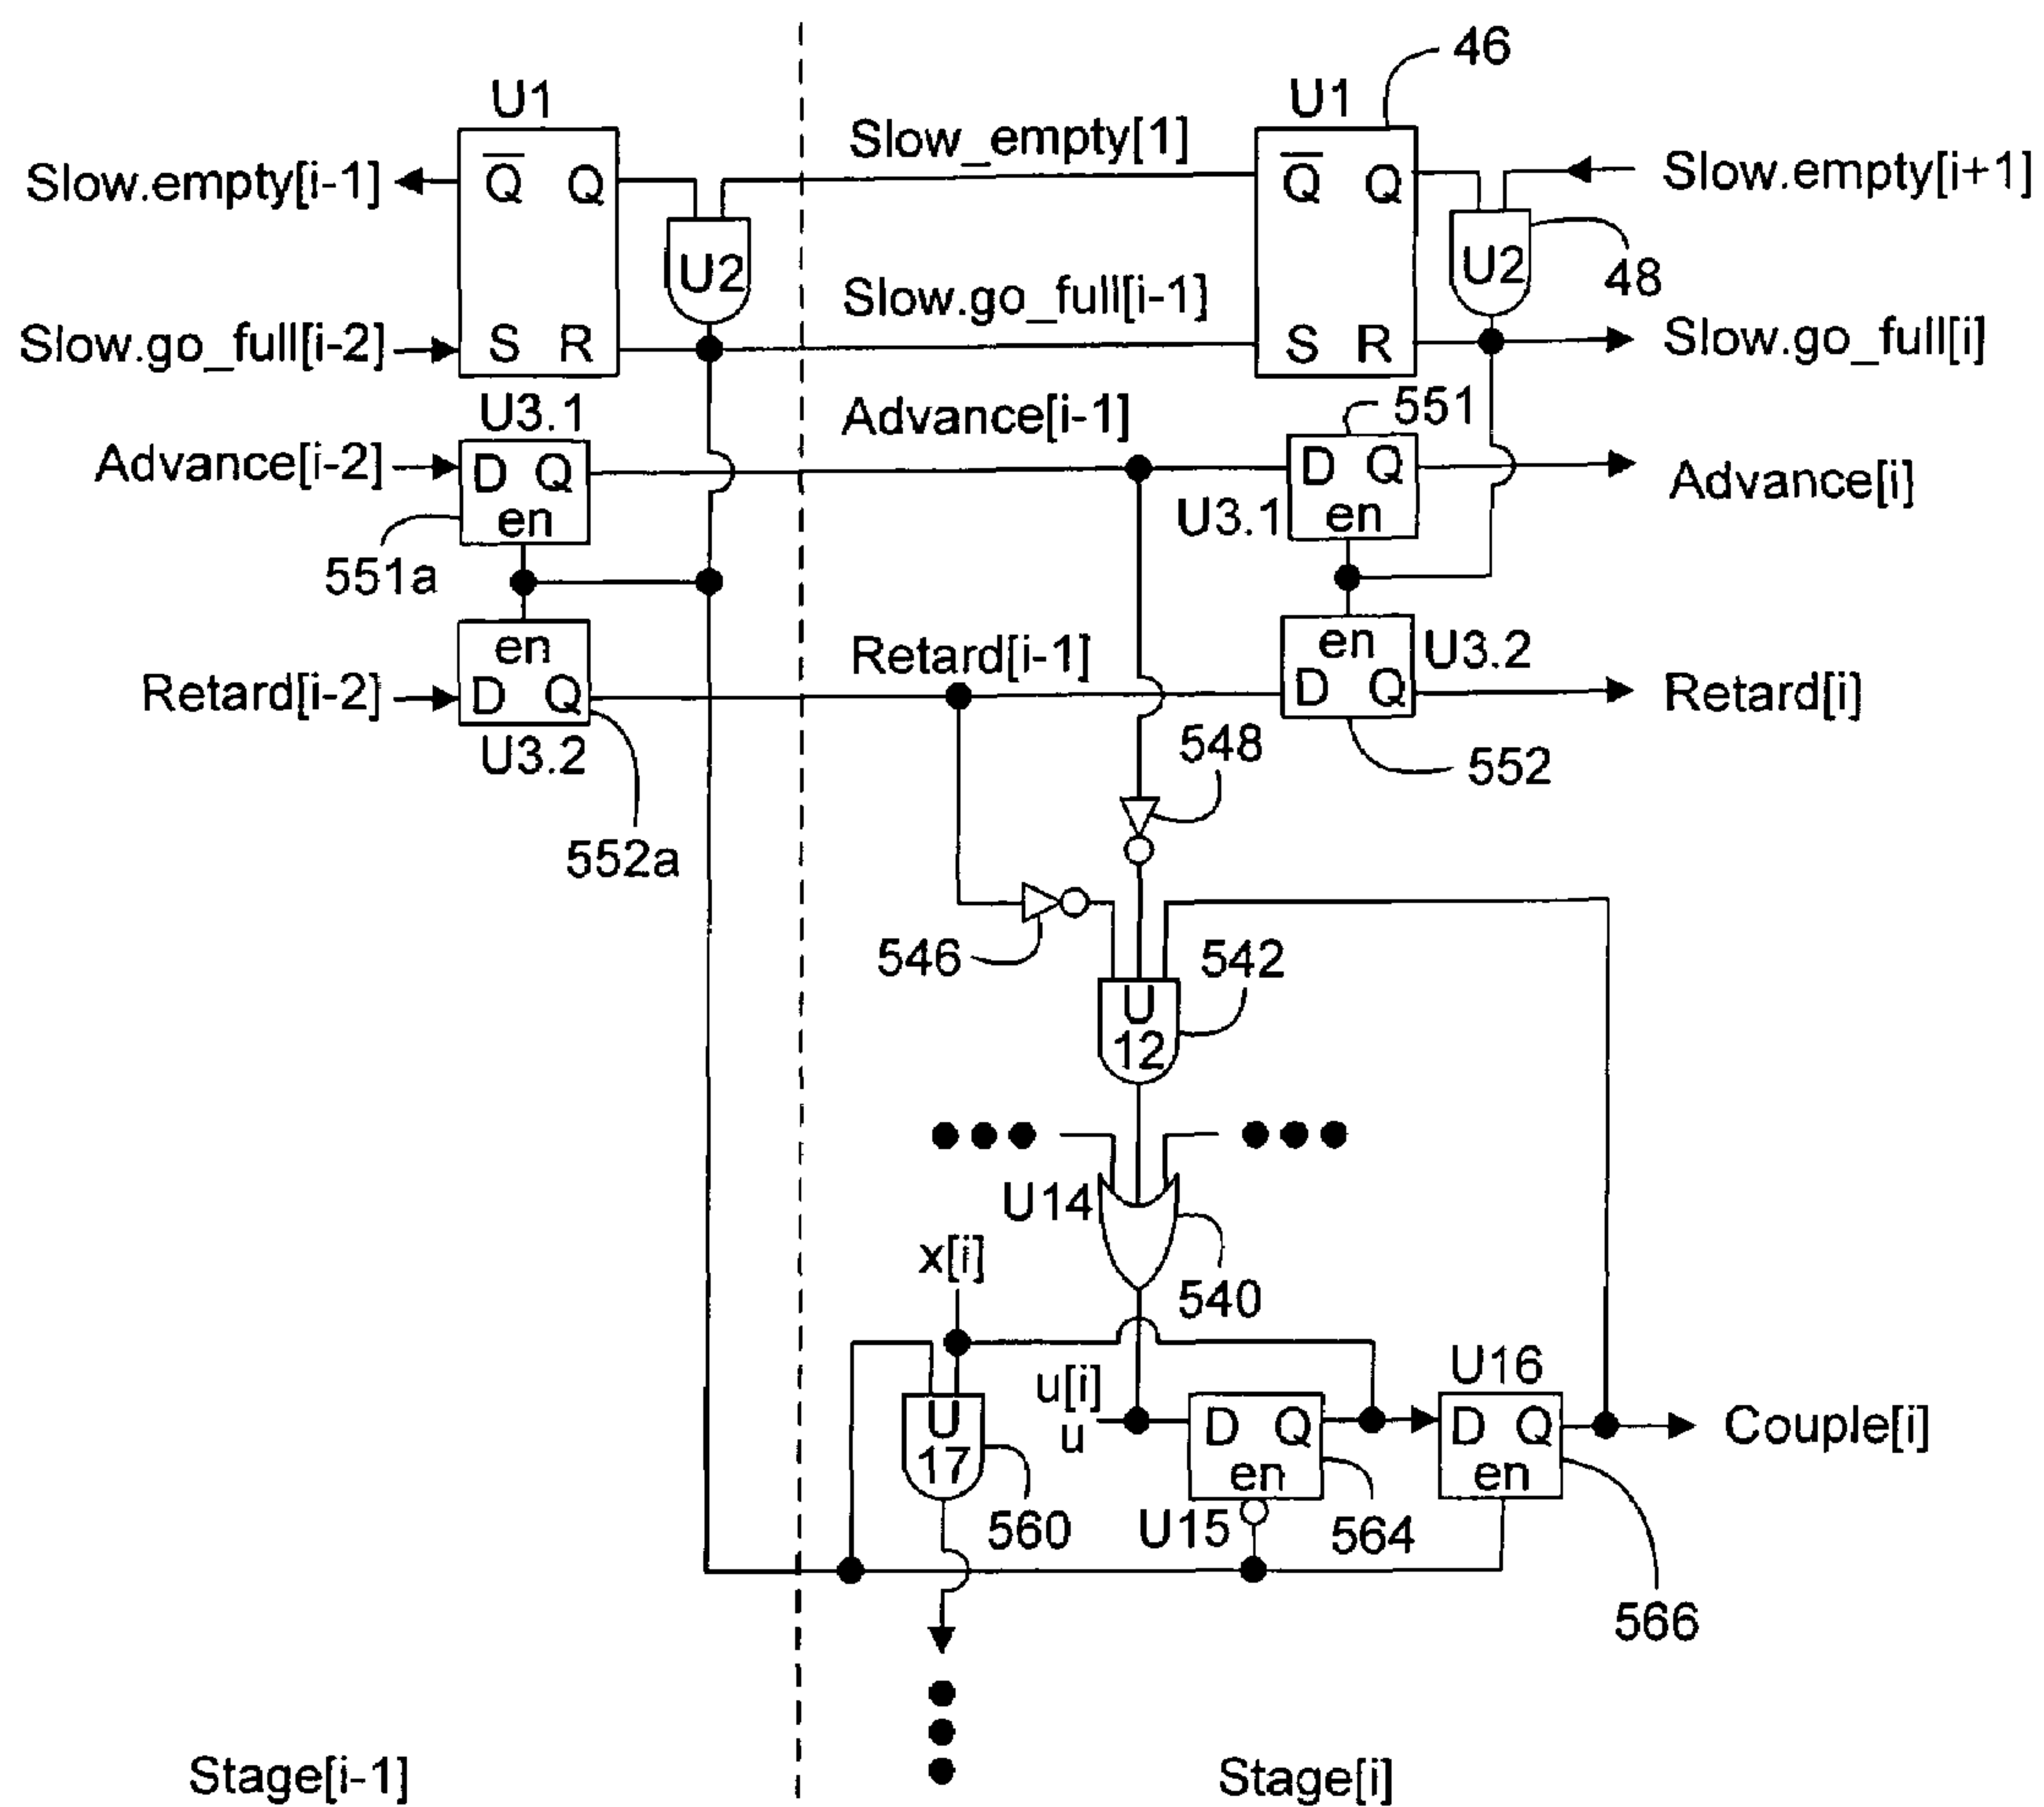 46
U1
U1
Slow_empty[1]
Slow.empty[i-1]
Q
Q
Q
Q
Slow.empty[i+1]
U2
U2
48
Slow.go_full[i-1]
Slow.go_full[i-2]
S
R
S
R
Slow.go_full[i]
U3.1
Advance[i-1]
551
Advance[i-2]
D
Q
en
D
Q
Advance[i]
U3.1
en
551a
en
Retard[i-1]
en
U3.2
Retard[i-2]
D
Q
D
Q
Retard[i]
U3.2
548
552
552a
546
542
U
12
U14
x[i]
540
U16
u[i]
u
U
17
D
Q
en
D
Q
en
Couple[i]
560
U15
564
566
Stage[i-1]
Stage[i]